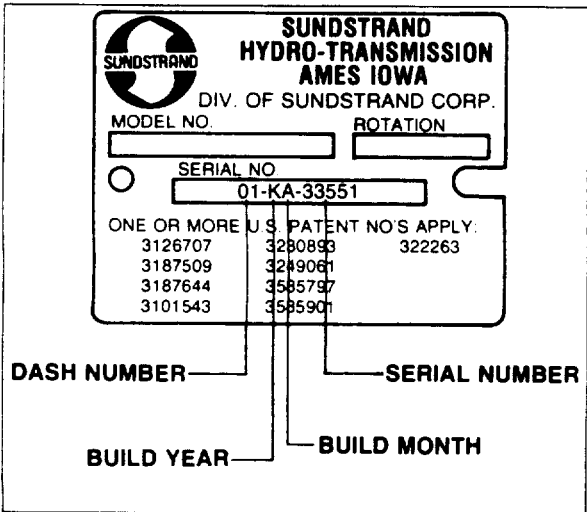 SUNDSTRAND
SUNDSTRAND
HYDRO-TRANSMISSION
AMES IOWA
DIV. OF SUNDSTRAND CORP.
MODEL NO. ROTATION
SERIAL NO
01-KA-33551
ONE OR MORE U.S. PATENT NO'S APPLY:
3126707 3280893 322263
3187509 3249061
3187644 3585797
3101543 3585901
DASH NUMBER SERIAL NUMBER
BUILD YEAR BUILD MONTH